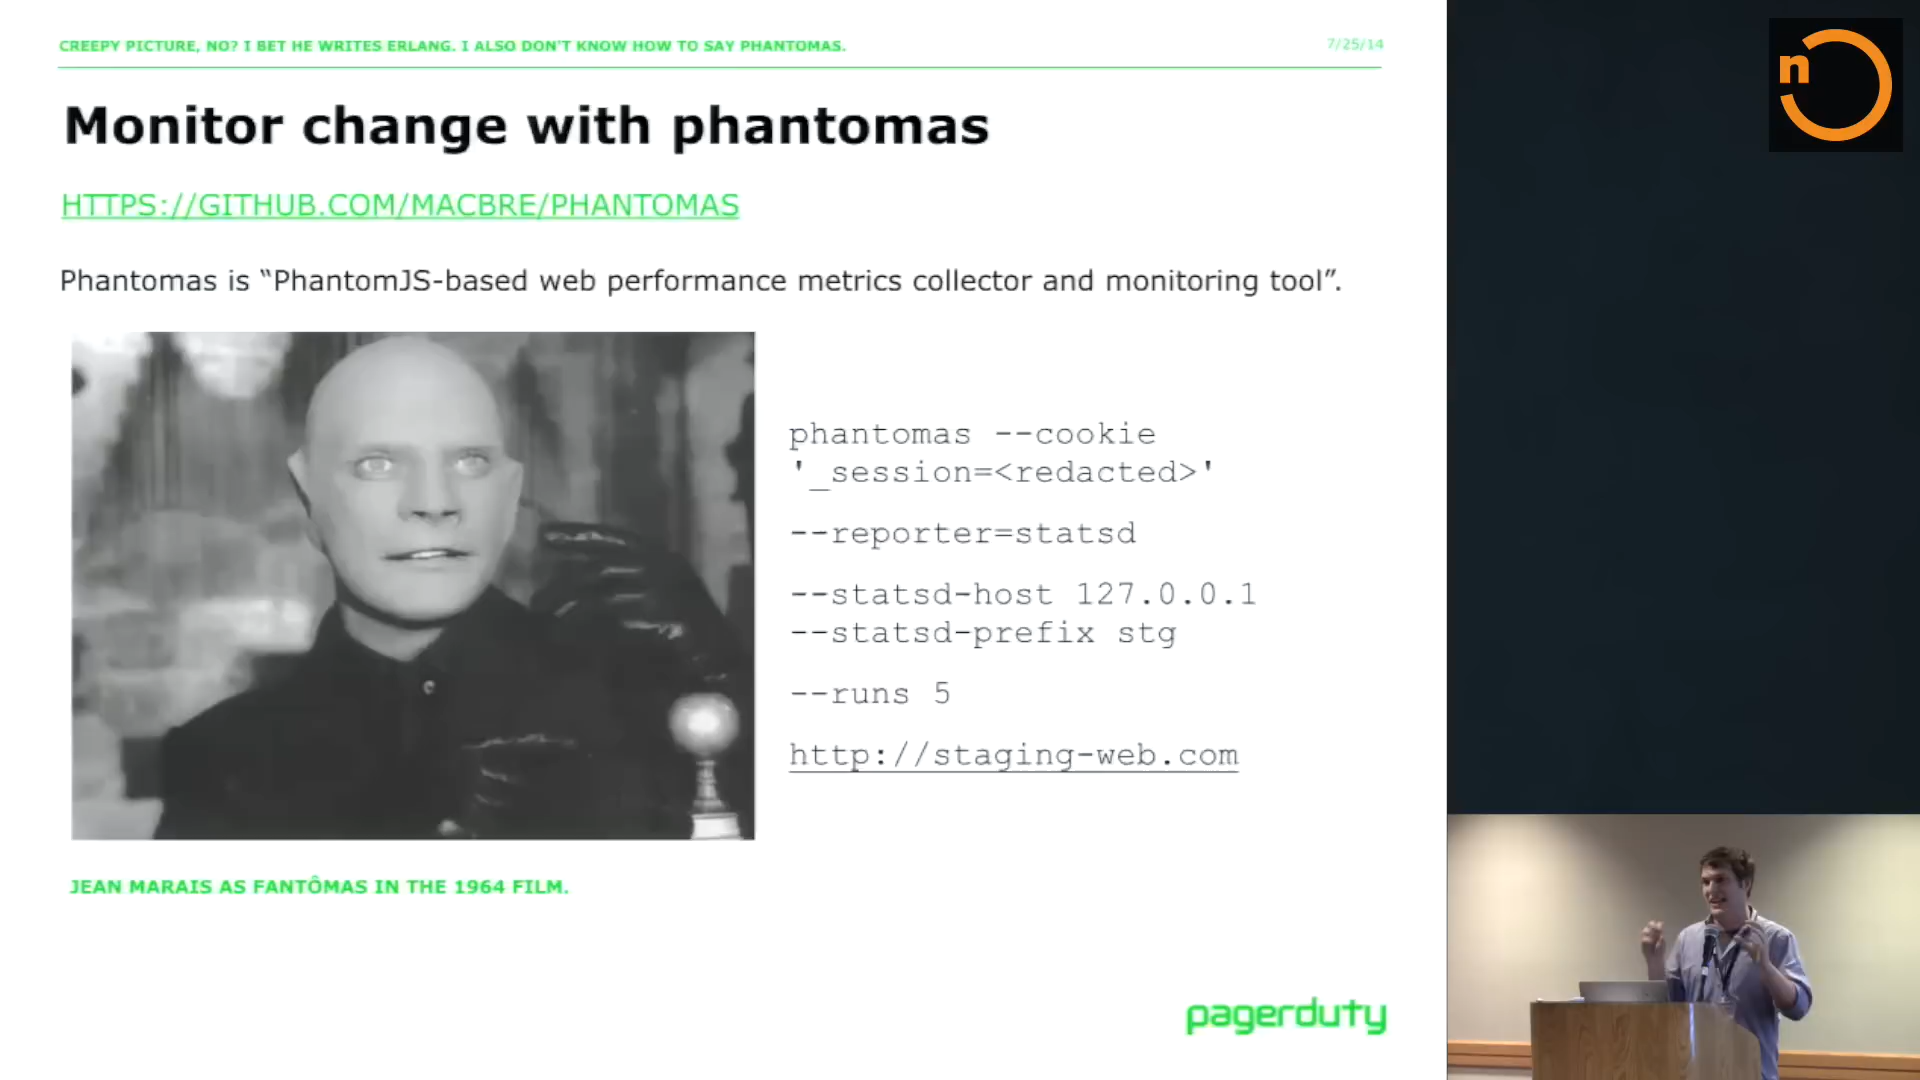 CREEPY PICTURE, NO? I BET HE WRITES ERLANG. I ALSO DON'T KNOW HOW TO SAY PHANTOMAS.
7/25/14
n
Monitor change with phantomas
HTTPS://GITHUB.COM/MACBRE/PHANTOMAS
Phantomas is “PhantomJS-based web performance metrics collector and monitoring tool”.
phantomas --cookie
'_session=<redacted>'
--reporter=statsd
--statsd-host 127.0.0.1
--statsd-prefix stg
--runs 5
http://staging-web.com
JEAN MARAIS AS FANTÔMAS IN THE 1964 FILM.
pagerduty